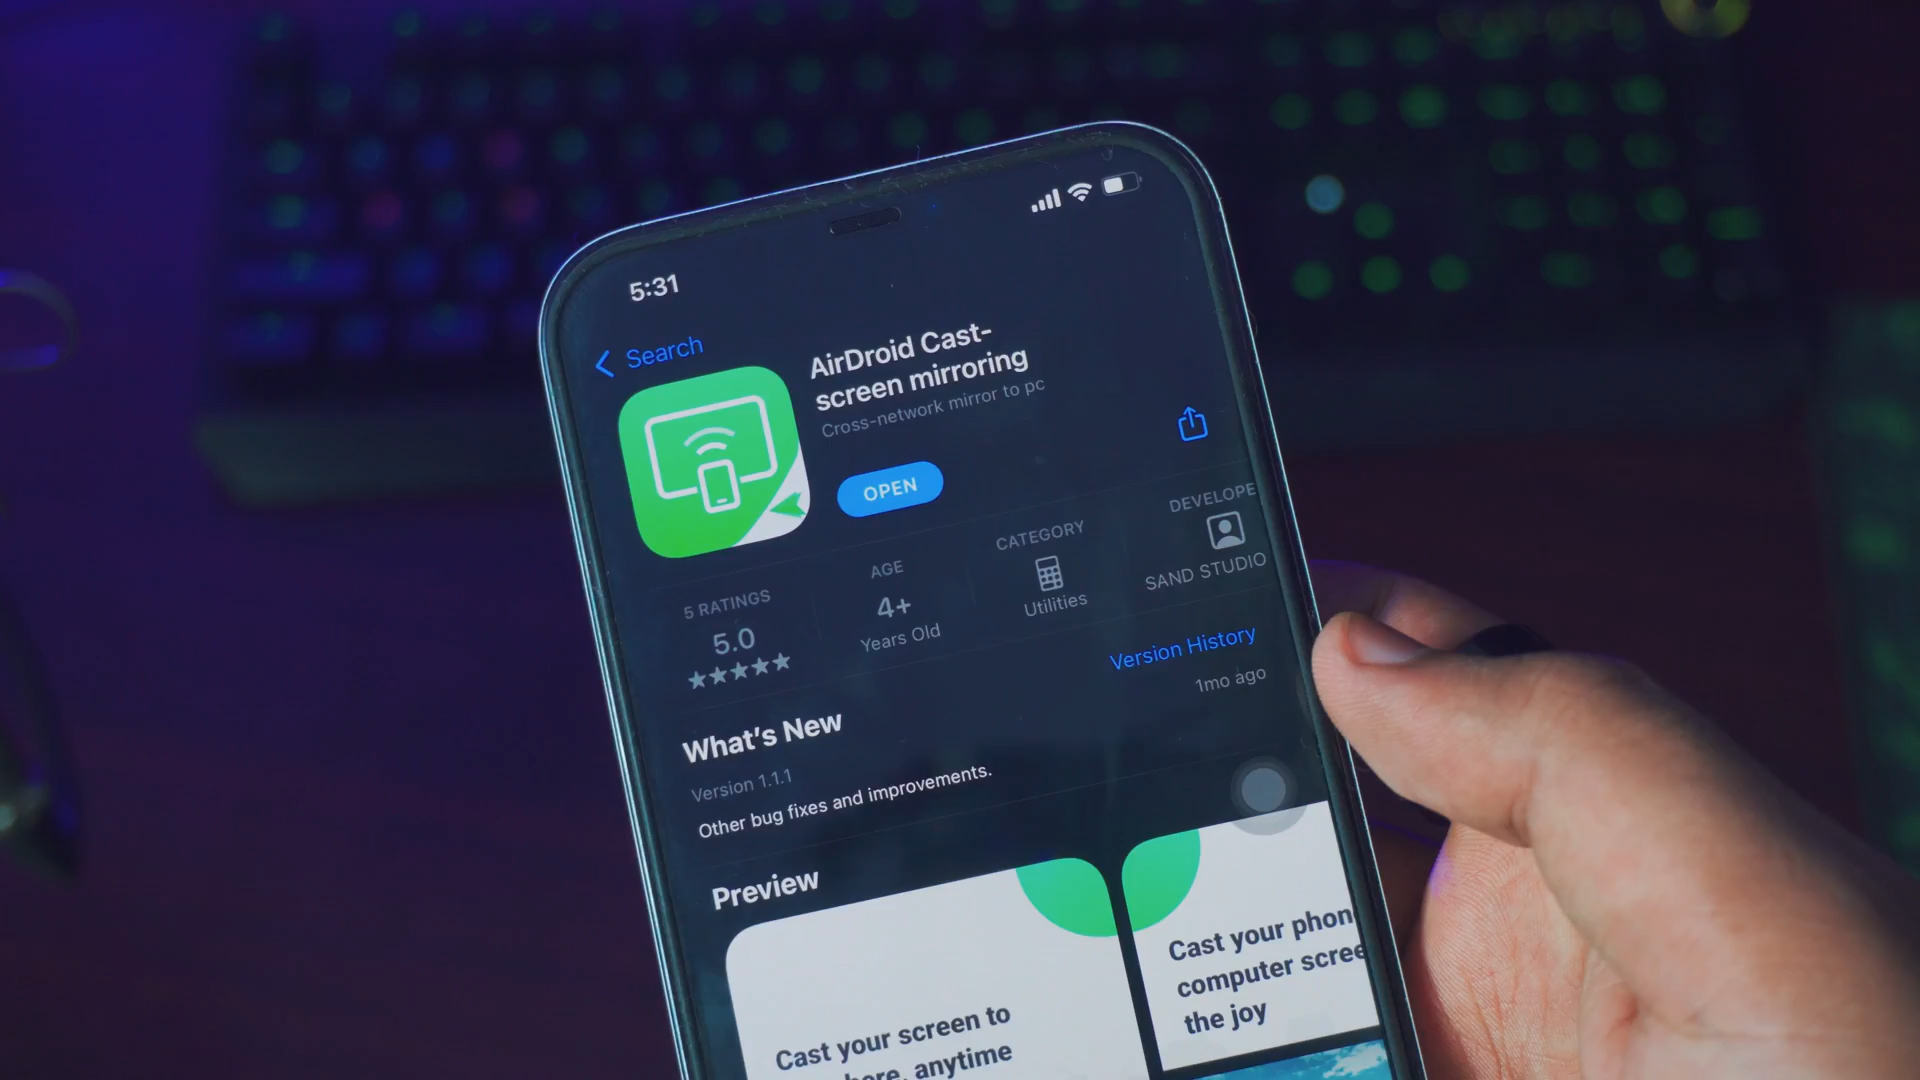 5:31
Search
AirDroid Cast-
screen mirroring
Cross-network mirror to pc
OPEN
5 RATINGS
5.0
AGE
4+
Years Old
CATEGORY
Utilities
DEVELOPE
SAND STUDIO
What's New
Version History
Version 1.1.1
1mo ago
Other bug fixes and improvements.
Preview
Cast your screen to
anytime
Cast your phon
computer scree
the joy